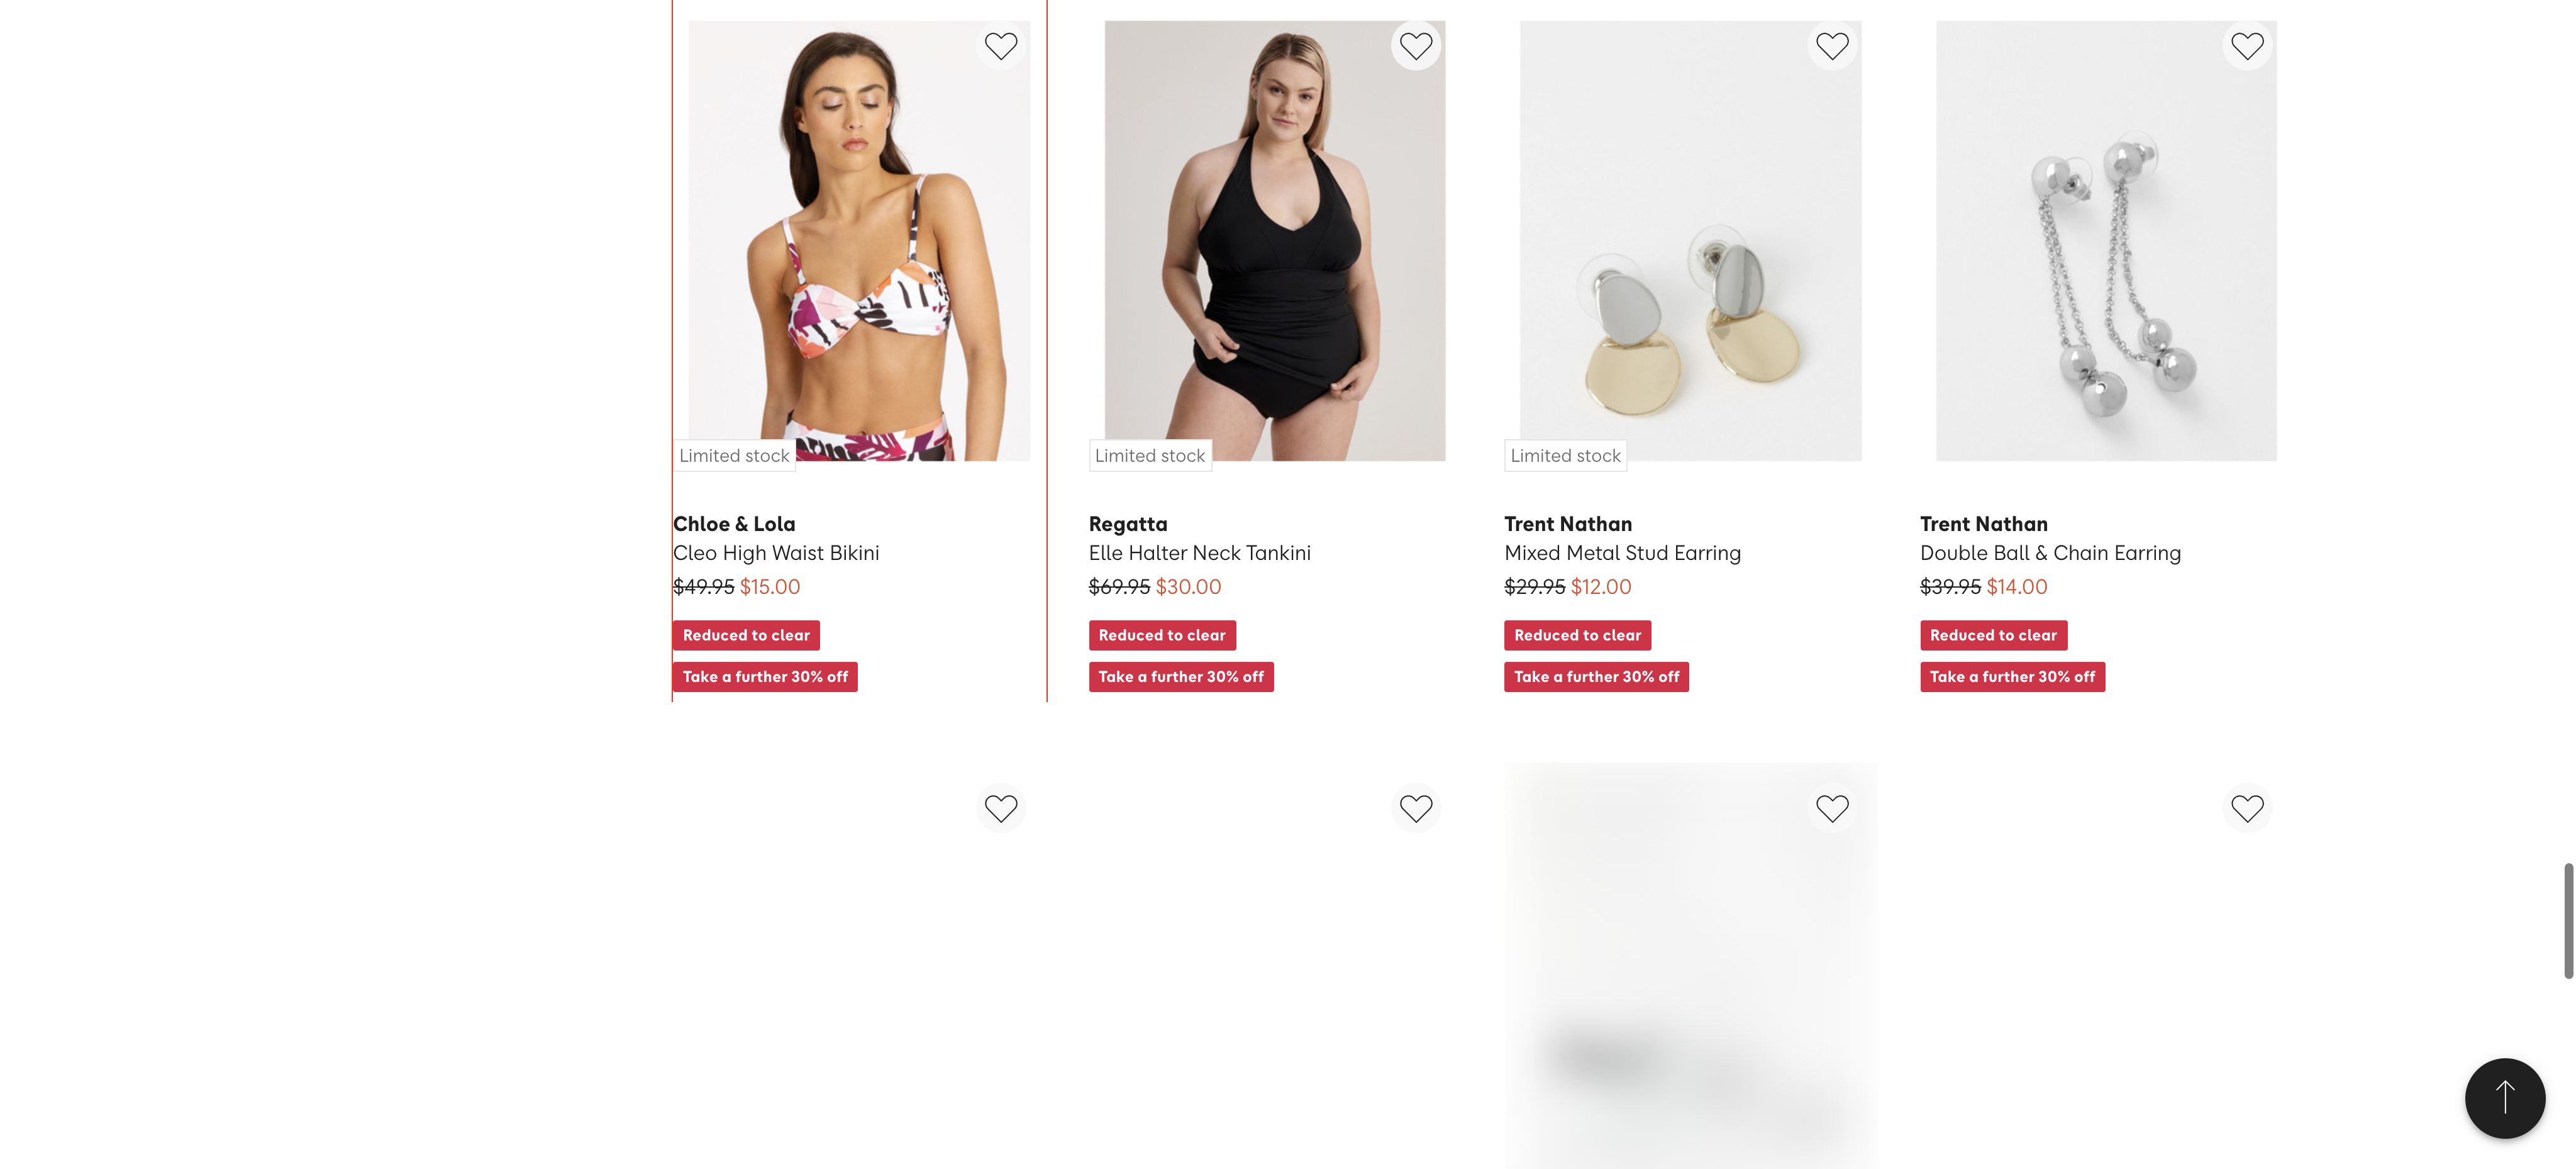 Limited stock
Chloe & Lola
Cleo High Waist Bikini
$49.95 $15.00
Reduced to clear
Take a further 30% off
Limited stock
Regatta
Elle Halter Neck Tankini
$69.95 $30.00
Reduced to clear
Take a further 30% off
Limited stock
Trent Nathan
Mixed Metal Stud Earring
$29.95 $12.00
Reduced to clear
Take a further 30% off
Trent Nathan
Double Ball & Chain Earring
$39.95 $14.00
Reduced to clear
Take a further 30% off